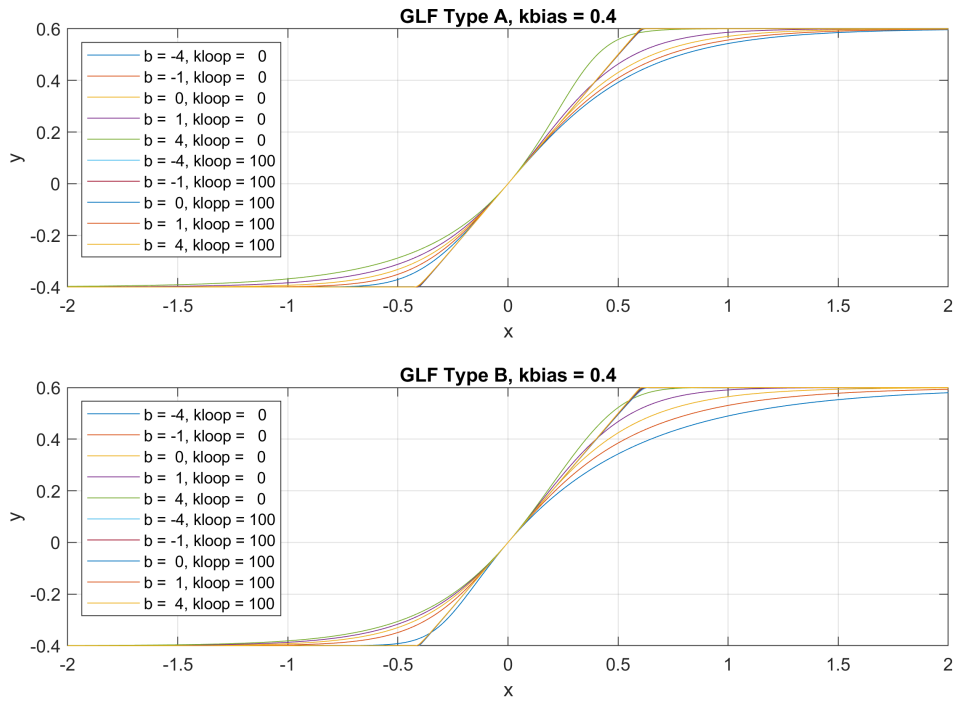 GLF Type A, kbias = 0.4
0.6
0.4
0.2
0
-0.2
-0.4
y
b = -4, kloop =   0
b = -1, kloop =   0
b =  0, kloop =   0
b =  1, kloop =   0
b =  4, kloop =   0
b = -4, kloop = 100
b = -1, kloop = 100
b =  0, klopp = 100
b =  1, kloop = 100
b =  4, kloop = 100
-2 -1.5 -1 -0.5 0 0.5 1 1.5 2
x
GLF Type B, kbias = 0.4
0.6
0.4
0.2
0
-0.2
-0.4
y
b = -4, kloop =   0
b = -1, kloop =   0
b =  0, kloop =   0
b =  1, kloop =   0
b =  4, kloop =   0
b = -4, kloop = 100
b = -1, kloop = 100
b =  0, klopp = 100
b =  1, kloop = 100
b =  4, kloop = 100
-2 -1.5 -1 -0.5 0 0.5 1 1.5 2
x